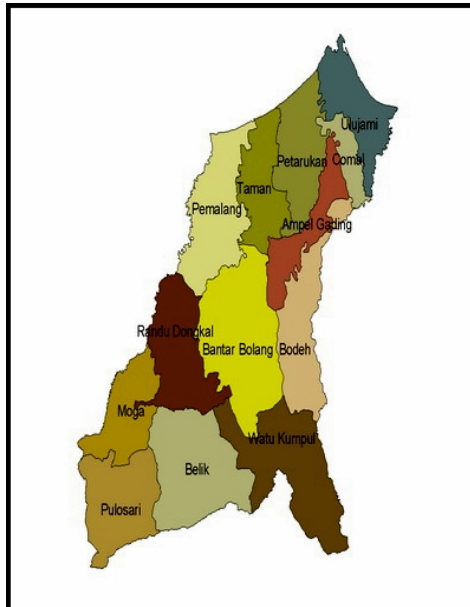 Ulujami
Petarukan
Comal
Taman
Pemalang
Ampel Gading
Randu Dongkal
Bantar Bolang
Bodeh
Moga
Watu Kumpul
Belik
Pulosari